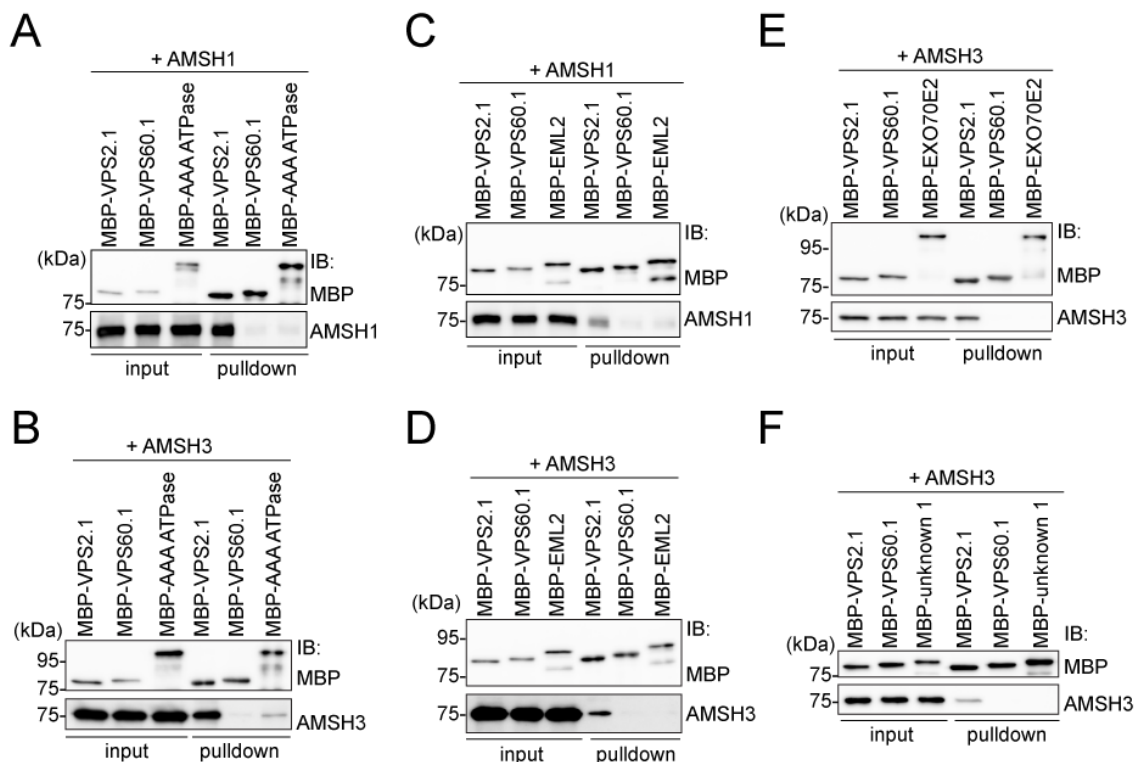 A
+ AMSH1
MBP-VPS2.1
MBP-VPS60.1
MBP-AAA ATPase
MBP-VPS2.1
MBP-VPS60.1
MBP-AAA ATPase
(kDa)
IB:
MBP
75-
75-
AMSH1
input
pulldown
C
+ AMSH1
MBP-VPS2.1
MBP-VPS60.1
MBP-EML2
MBP-VPS2.1
MBP-VPS60.1
MBP-EML2
(kDa)
IB:
95-
MBP
75-
75-
AMSH1
input
pulldown
E
+ AMSH3
MBP-VPS2.1
MBP-VPS60.1
MBP-EXO70E2
MBP-VPS2.1
MBP-VPS60.1
MBP-EXO70E2
(kDa)
IB:
95-
MBP
75-
75-
AMSH3
input
pulldown
B
+ AMSH3
MBP-VPS2.1
MBP-VPS60.1
MBP-AAA ATPase
MBP-VPS2.1
MBP-VPS60.1
MBP-AAA ATPase
(kDa)
IB:
95-
MBP
75-
75-
AMSH3
input
pulldown
D
+ AMSH3
MBP-VPS2.1
MBP-VPS60.1
MBP-EML2
MBP-VPS2.1
MBP-VPS60.1
MBP-EML2
(kDa)
IB:
95-
MBP
75-
75-
AMSH3
input
pulldown
F
+ AMSH3
MBP-VPS2.1
MBP-VPS60.1
MBP-unknown 1
MBP-VPS2.1
MBP-VPS60.1
MBP-unknown 1
(kDa)
IB:
75-
MBP
75-
AMSH3
input
pulldown